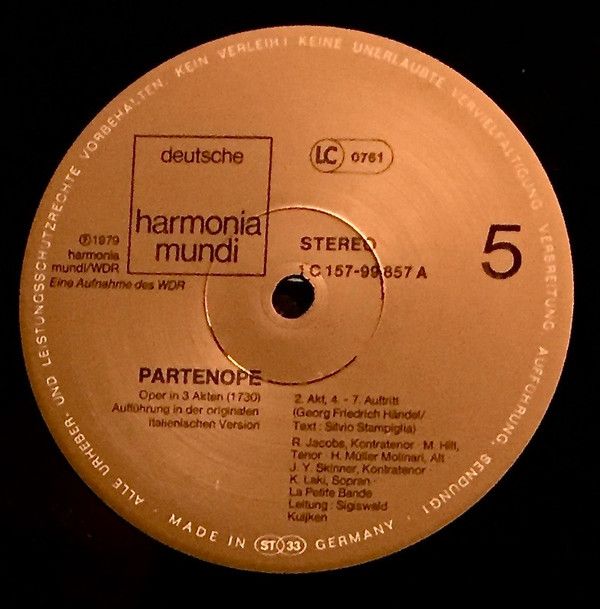 ALLE URHEBER- UND LEISTUNGSSCHUTZRECHTE VORBEHALTEN. KEIN VERLEIH! KEINE UNERLAUBTE VERVIELFÄLTIGUNG VERBREITUNG AUFFÜHRUNG, SENDUNG!
deutsche
harmonia
mundi
LC 0761
℗1979
harmonia
mundi/WDR
Eine Aufnahme des WDR
STEREO
1 C 157-99 857 A
5
PARTENOPE
Oper in 3 Akten (1730)
Aufführung in der originalen
italienischen Version
2. Akt, 4. - 7. Auftritt
(Georg Friedrich Händel/
Text : Silvio Stampiglia)
R. Jacobs, Kontratenor · M. Hill,
Tenor · H. Müller Molinari, Alt ·
J. Y. Skinner, Kontratenor ·
K. Laki, Sopran ·
La Petite Bande
Leitung : Sigiswald
Kuijken
· MADE IN ST 33 GERMANY ·